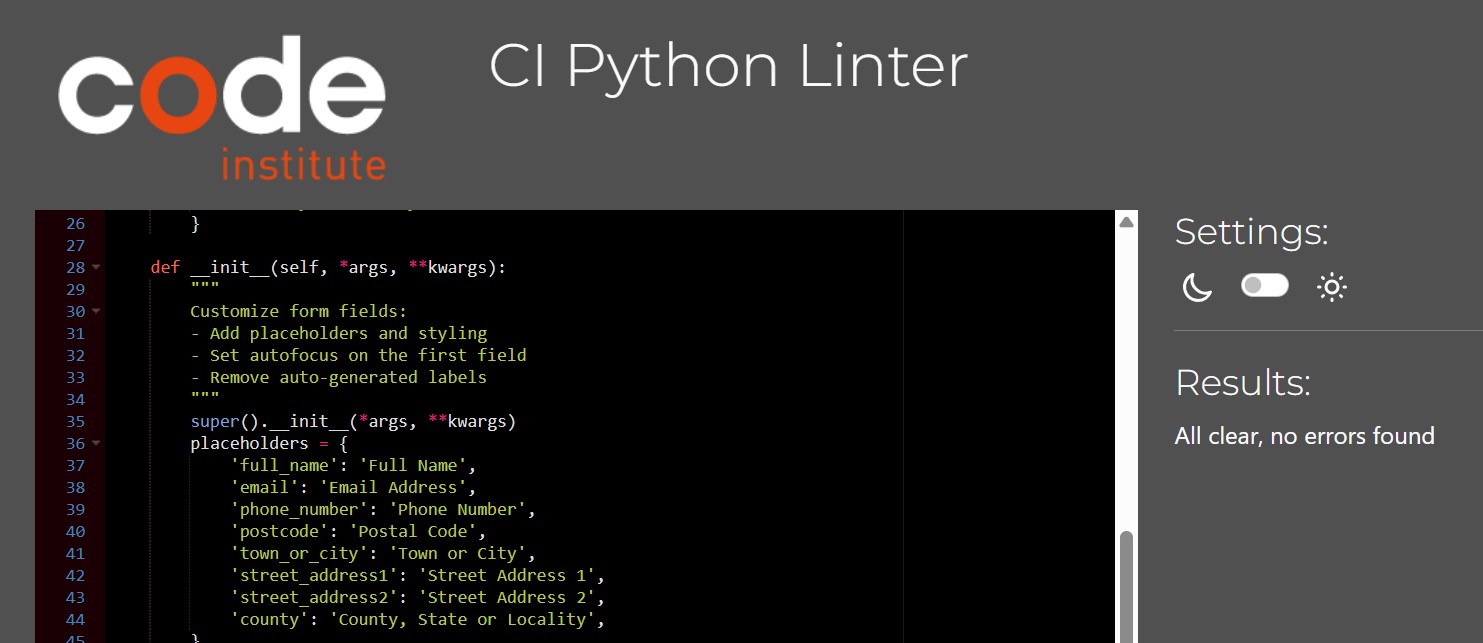 code
institute
CI Python Linter
26 }
27
28 def __init__(self, *args, **kwargs):
29 """
30 Customize form fields:
31 - Add placeholders and styling
32 - Set autofocus on the first field
33 - Remove auto-generated labels
34 """
35 super().__init__(*args, **kwargs)
36 placeholders = {
37 'full_name': 'Full Name',
38 'email': 'Email Address',
39 'phone_number': 'Phone Number',
40 'postcode': 'Postal Code',
41 'town_or_city': 'Town or City',
42 'street_address1': 'Street Address 1',
43 'street_address2': 'Street Address 2',
44 'county': 'County, State or Locality',
45 }
Settings:
Results:
All clear, no errors found